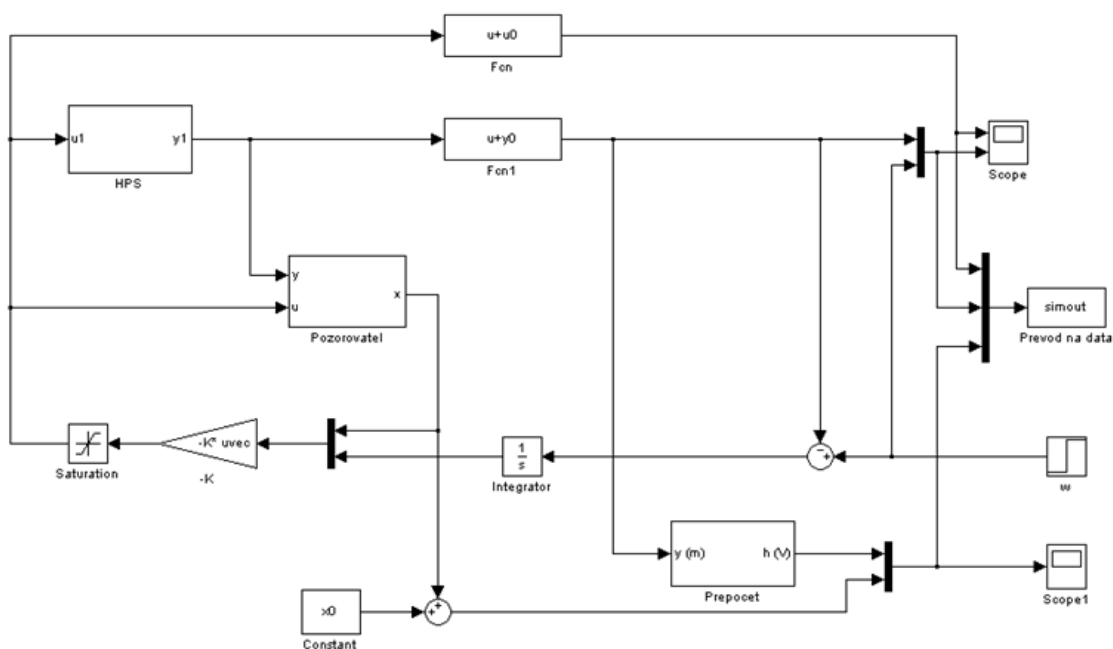 u+u0
Fcn
u1
y1
HPS
u+y0
Fcn1
Scope
y
u
x
Pozorovatel
simout
Prevod na data
-K* uvec
-K
Saturation
1
s
Integrator
−
+
w
y (m)
h (V)
Prepocet
Scope1
x0
Constant
+
+